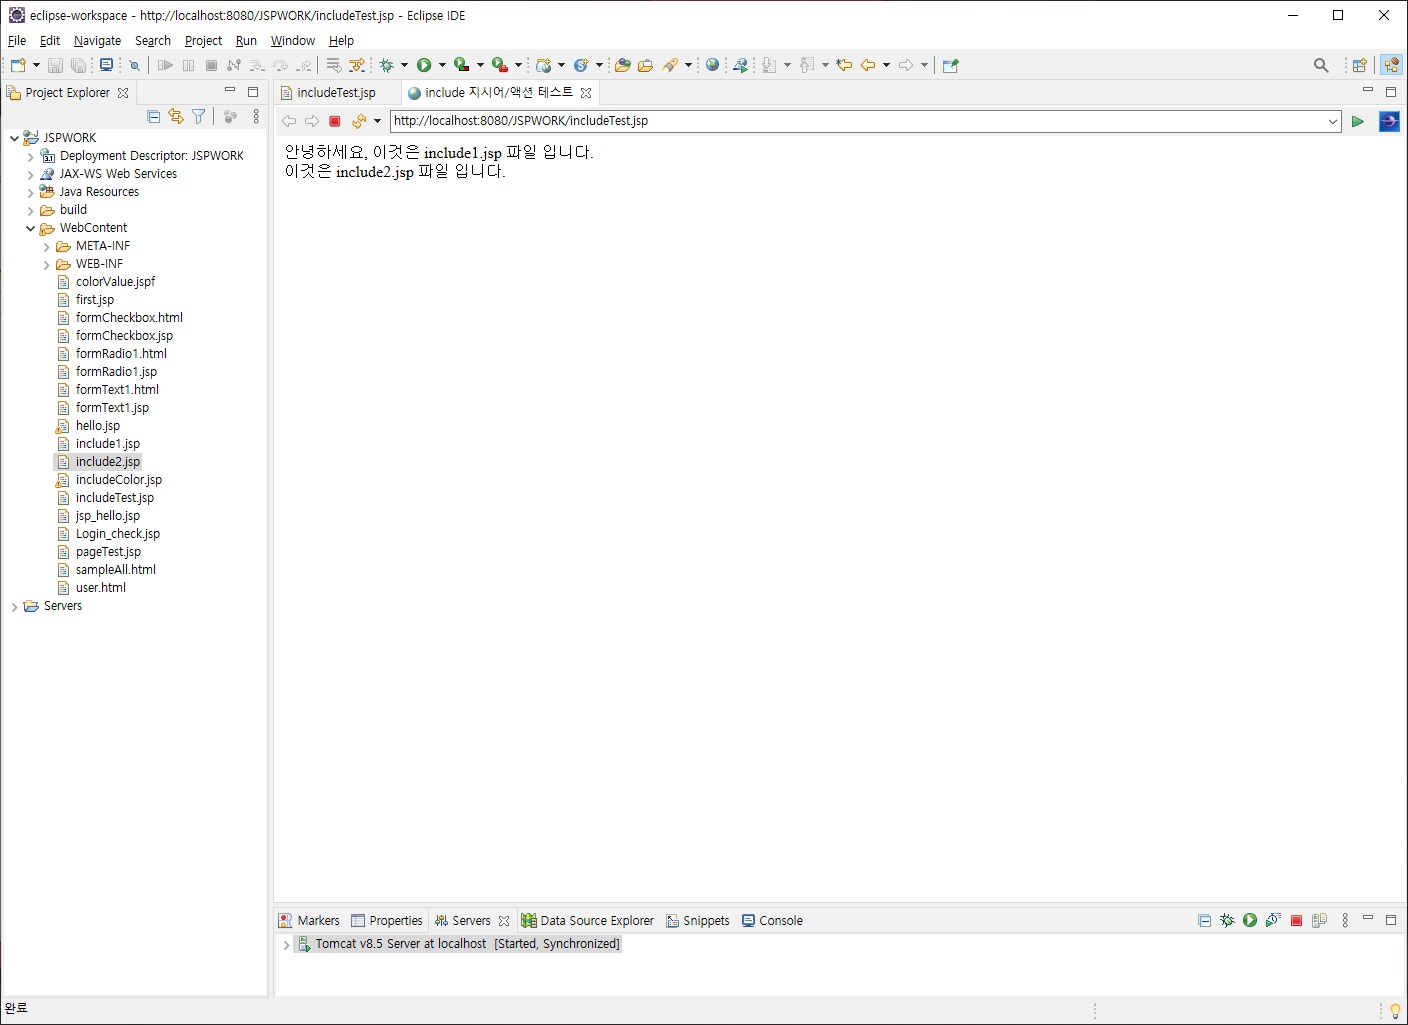 eclipse-workspace - http://localhost:8080/JSPWORK/includeTest.jsp - Eclipse IDE
File Edit Navigate Search Project Run Window Help
Project Explorer
includeTest.jsp
include 지시어/액션 테스트
http://localhost:8080/JSPWORK/includeTest.jsp
JSPWORK
Deployment Descriptor: JSPWORK
JAX-WS Web Services
Java Resources
build
WebContent
META-INF
WEB-INF
colorValue.jspf
first.jsp
formCheckbox.html
formCheckbox.jsp
formRadio1.html
formRadio1.jsp
formText1.html
formText1.jsp
hello.jsp
include1.jsp
include2.jsp
includeColor.jsp
includeTest.jsp
jsp_hello.jsp
Login_check.jsp
pageTest.jsp
sampleAll.html
user.html
Servers
안녕하세요, 이것은 include1.jsp 파일 입니다.
이것은 include2.jsp 파일 입니다.
Markers Properties Servers Data Source Explorer Snippets Console
Tomcat v8.5 Server at localhost [Started, Synchronized]
완료